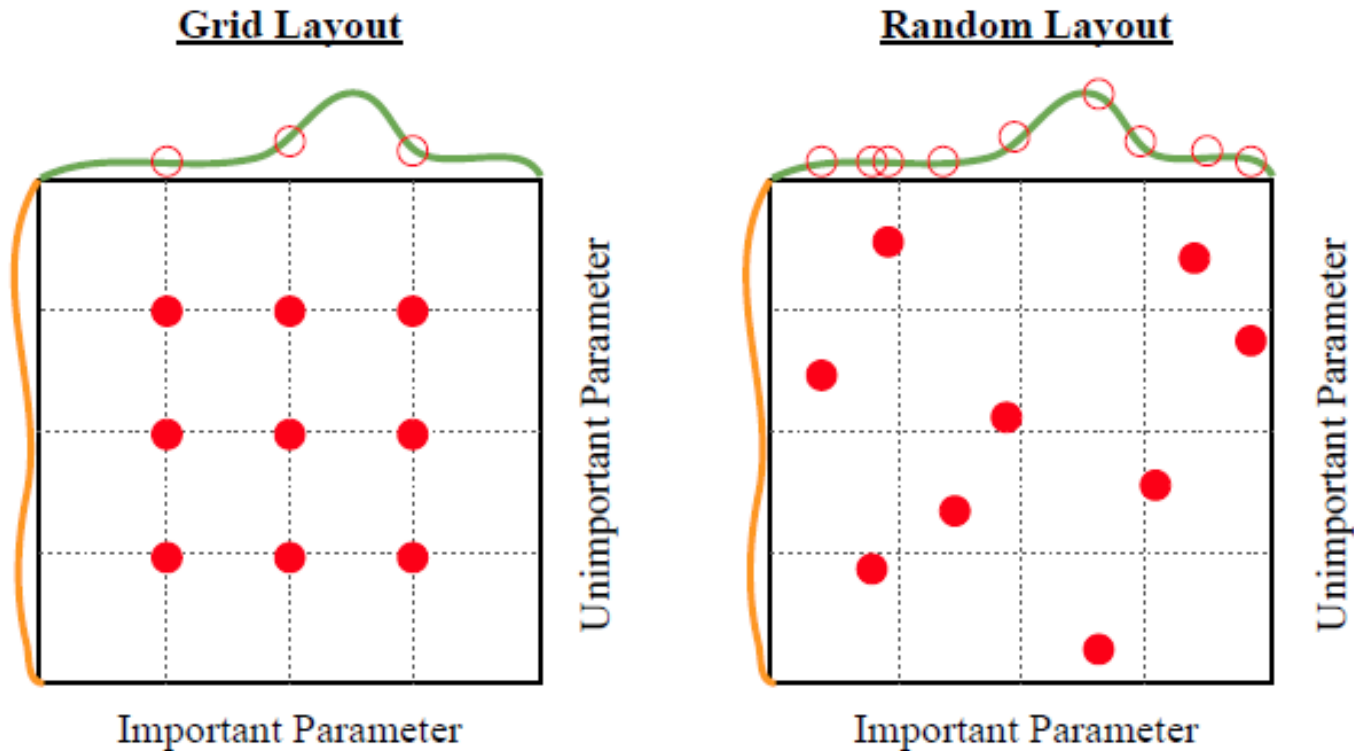 Grid Layout
Unimportant Parameter
Important Parameter
Random Layout
Unimportant Parameter
Important Parameter